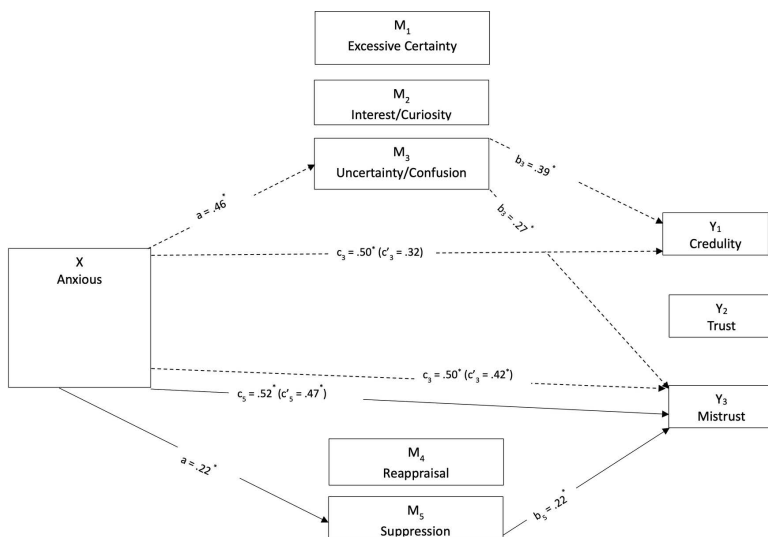 M₁
Excessive Certainty
M₂
Interest/Curiosity
M₃
Uncertainty/Confusion
b₃ = .39*
a = .46*
b₃ = .27*
Y₁
Credulity
c₃ = .50* (c'₃ = .32)
X
Anxious
Y₂
Trust
c₃ = .50* (c'₃ = .42*)
c₅ = .52* (c'₅ = .47*)
Y₃
Mistrust
M₄
Reappraisal
a = .22*
b₅ = .22*
M₅
Suppression